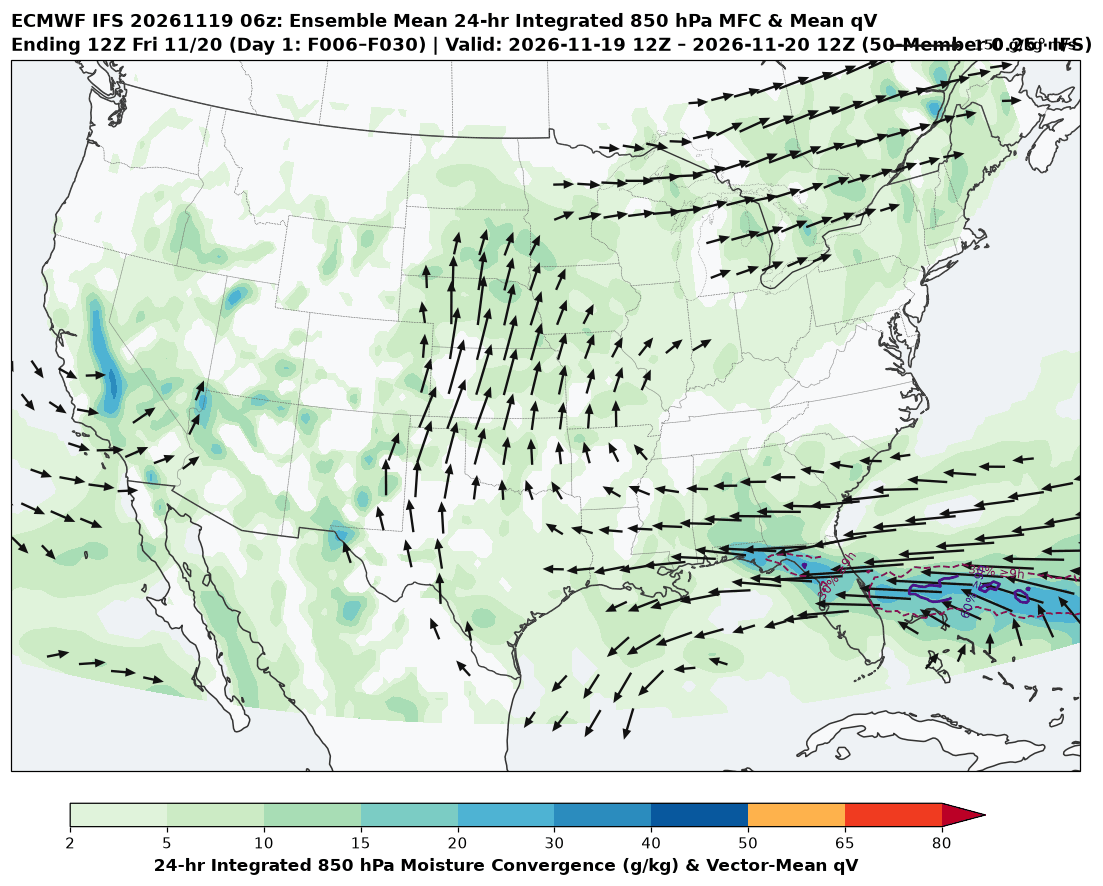 ECMWF IFS 20261119 06z: Ensemble Mean 24-hr Integrated 850 hPa MFC & Mean qV
Ending 12Z Fri 11/20 (Day 1: F006–F030) | Valid: 2026-11-19 12Z – 2026-11-20 12Z (50-Member 0.25° IFS)
2 5 10 15 20 30 40 50 65 80
24-hr Integrated 850 hPa Moisture Convergence (g/kg) & Vector-Mean qV